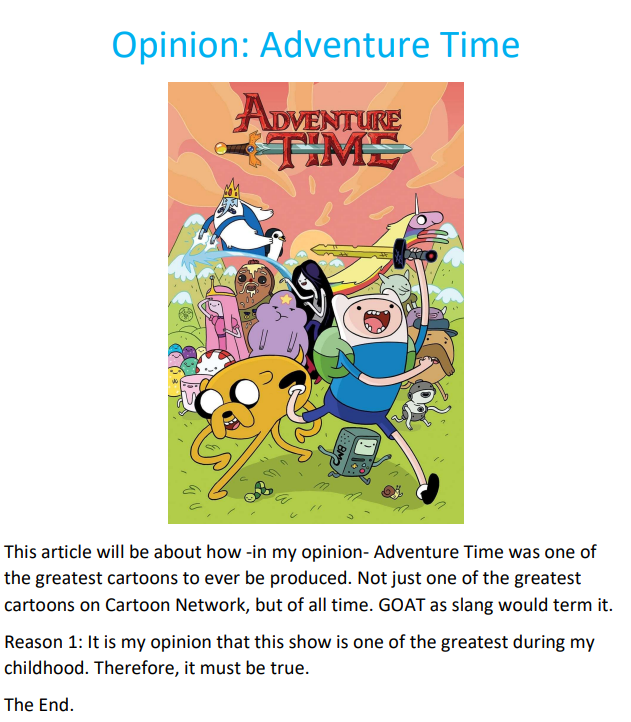 Opinion: Adventure Time
ADVENTURE
TIME
This article will be about how -in my opinion- Adventure Time was one of
the greatest cartoons to ever be produced. Not just one of the greatest
cartoons on Cartoon Network, but of all time. GOAT as slang would term it.
Reason 1: It is my opinion that this show is one of the greatest during my
childhood. Therefore, it must be true.
The End.